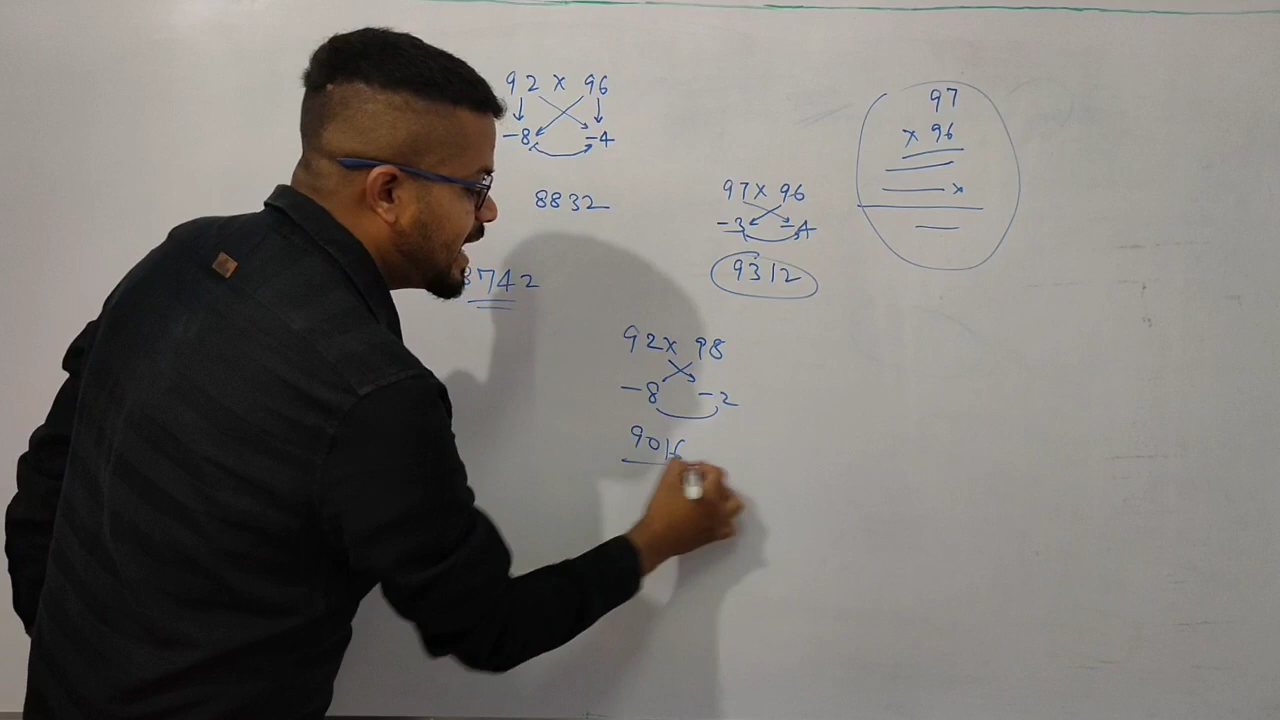 92 x 96
-8 -4
8832
8742
97 x 96
-3 -4
9312
97
x 96
x
92 x 98
-8 -2
9016